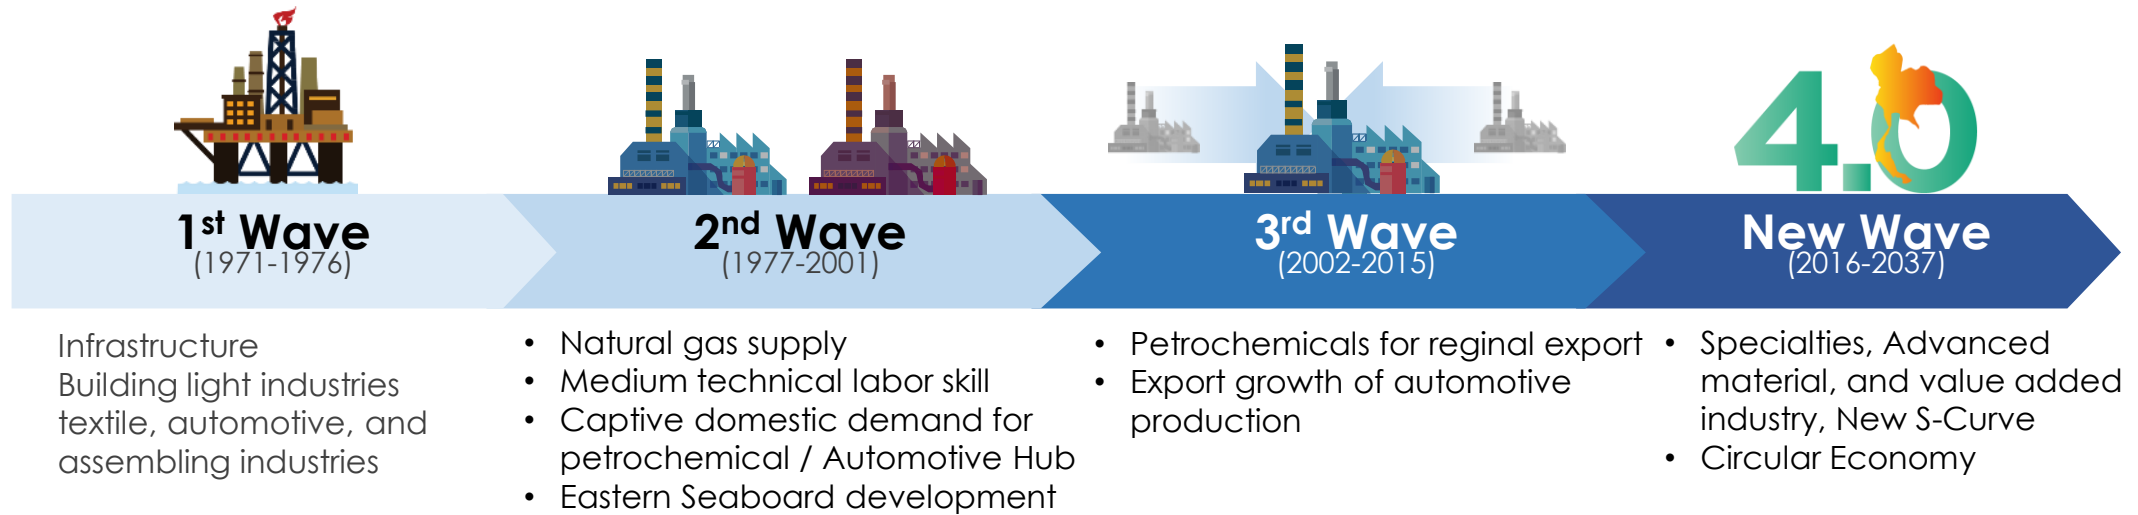 4.0
1st Wave
(1971-1976)
Infrastructure
Building light industries
textile, automotive, and
assembling industries
2nd Wave
(1977-2001)
• Natural gas supply
• Medium technical labor skill
• Captive domestic demand for
petrochemical / Automotive Hub
• Eastern Seaboard development
3rd Wave
(2002-2015)
• Petrochemicals for reginal export
• Export growth of automotive
production
New Wave
(2016-2037)
• Specialties, Advanced
material, and value added
industry, New S-Curve
• Circular Economy